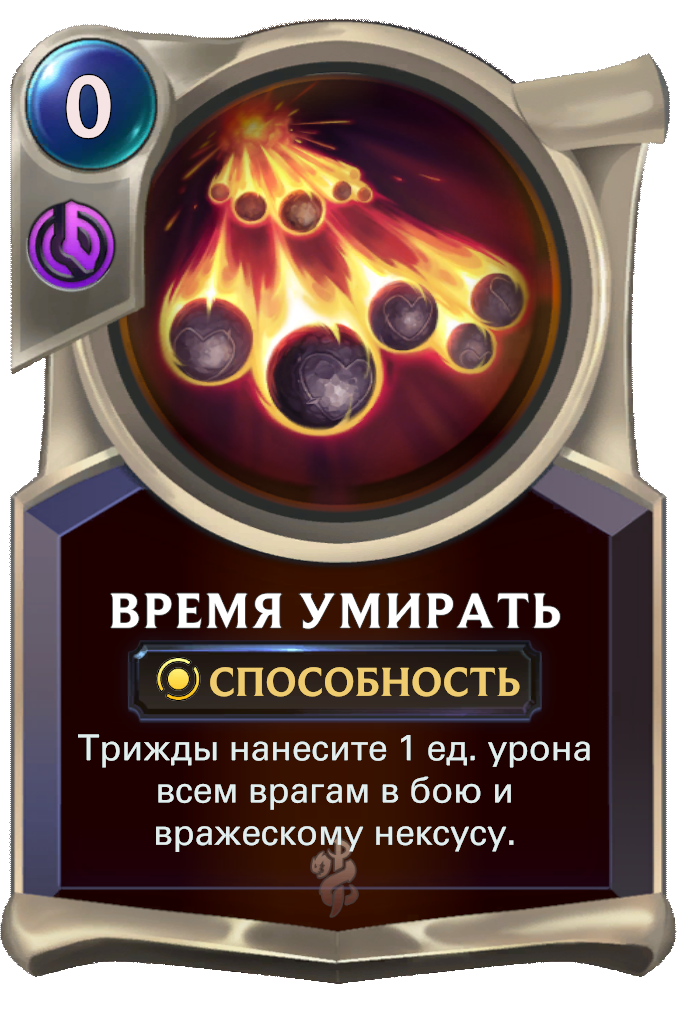 0
ВРЕМЯ УМИРАТЬ
СПОСОБНОСТЬ
Трижды нанесите 1 ед. урона
всем врагам в бою и
вражескому нексусу.